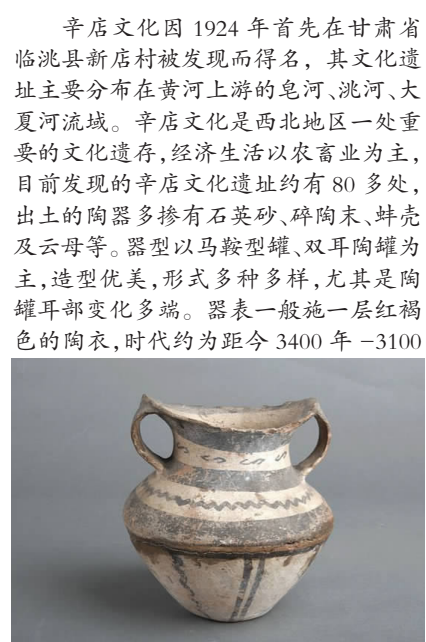 辛店文化因 1924 年首先在甘肃省
临洮县新店村被发现而得名，其文化遗
址主要分布在黄河上游的皂河、洮河、大
夏河流域。辛店文化是西北地区一处重
要的文化遗存，经济生活以农畜业为主，
目前发现的辛店文化遗址约有 80 多处，
出土的陶器多掺有石英砂、碎陶末、蚌壳
及云母等。器型以马鞍型罐、双耳陶罐为
主，造型优美，形式多种多样，尤其是陶
罐耳部变化多端。器表一般施一层红褐
色的陶衣，时代约为距今 3400 年 -3100